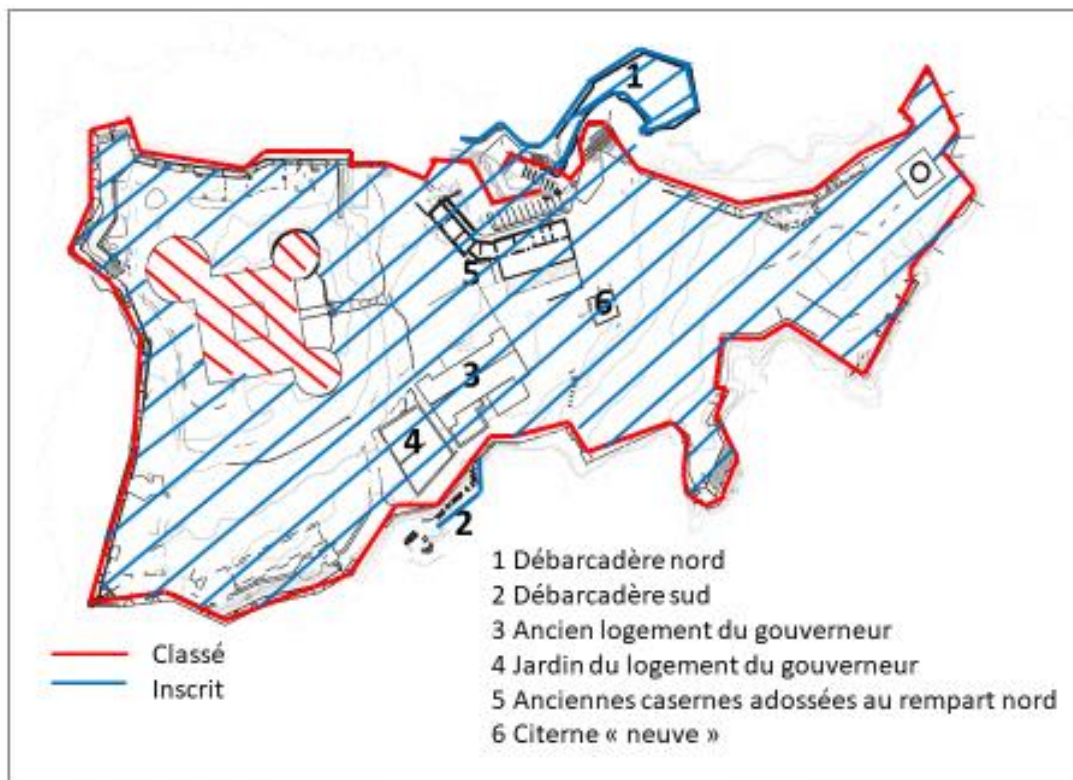 1
5
6
3
4
2
1 Débarcadère nord
2 Débarcadère sud
3 Ancien logement du gouverneur
4 Jardin du logement du gouverneur
5 Anciennes casernes adossées au rempart nord
6 Citerne « neuve »
Classé
Inscrit